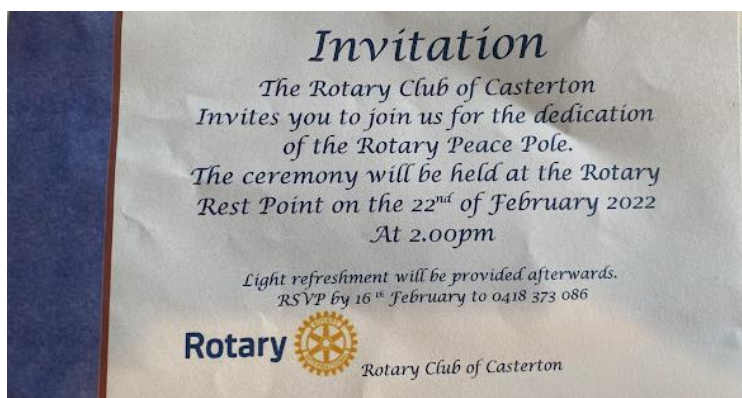 Invitation
The Rotary Club of Casterton
Invites you to join us for the dedication
of the Rotary Peace Pole.
The ceremony will be held at the Rotary
Rest Point on the 22nd of February 2022
At 2.00pm
Light refreshment will be provided afterwards.
RSVP by 16th February to 0418 373 086
Rotary
Rotary Club of Casterton